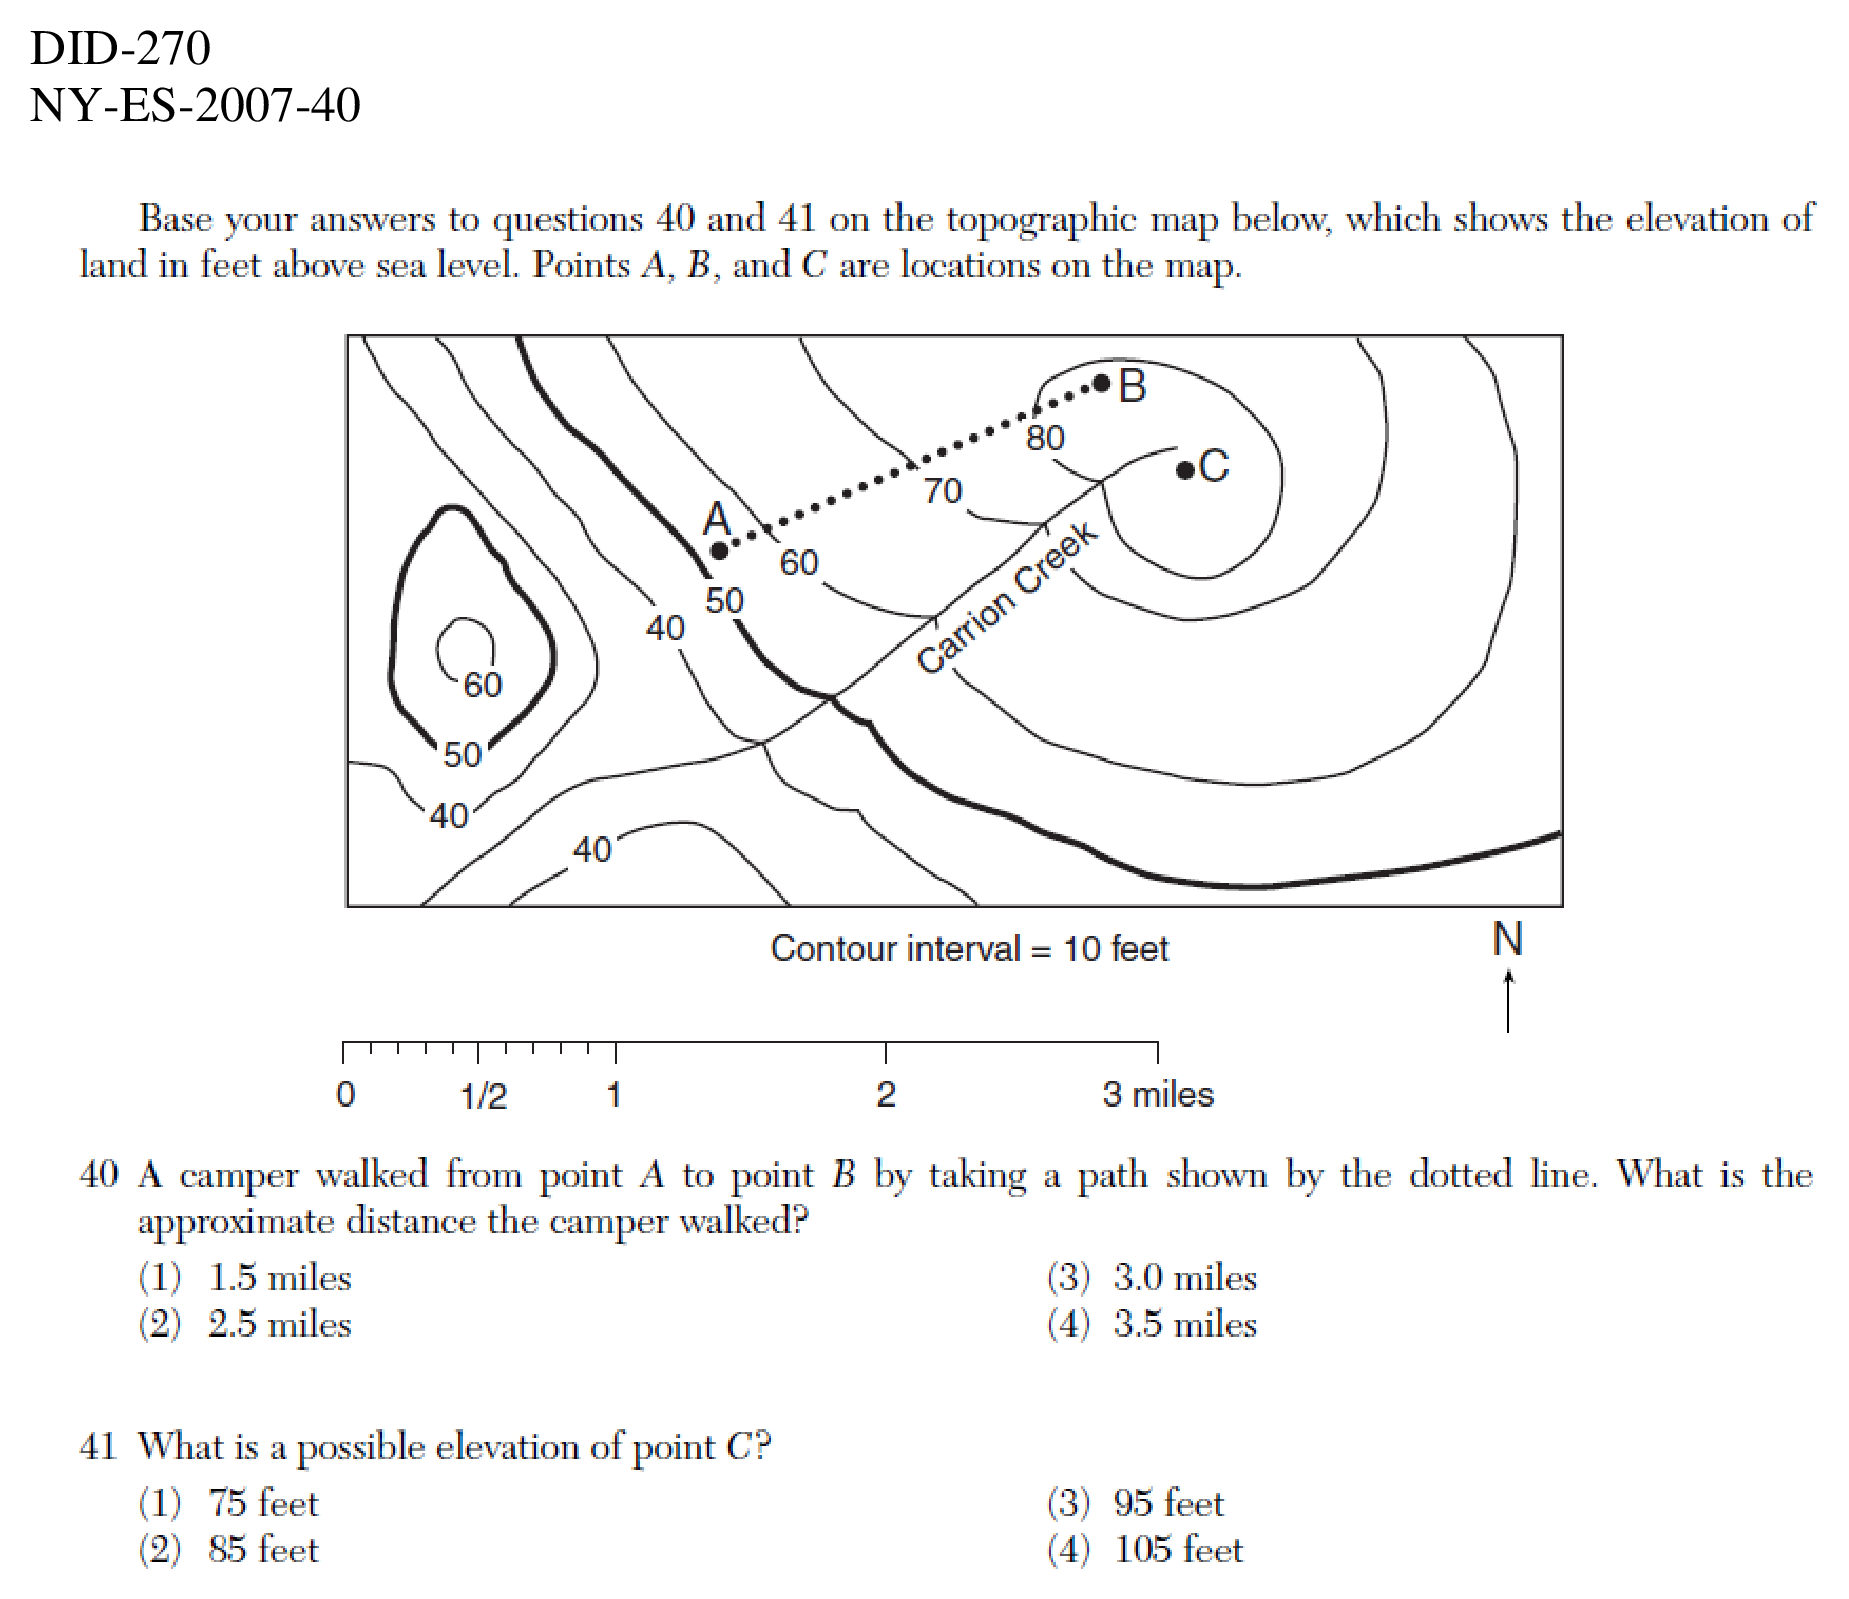 DID-270
NY-ES-2007-40
Base your answers to questions 40 and 41 on the topographic map below, which shows the elevation of
land in feet above sea level. Points A, B, and C are locations on the map.
B
80
C
70
A
60
50
40
Carrion Creek
60
50
40
40
Contour interval = 10 feet
N
0 1/2 1 2 3 miles
40 A camper walked from point A to point B by taking a path shown by the dotted line. What is the
approximate distance the camper walked?
(1) 1.5 miles (3) 3.0 miles
(2) 2.5 miles (4) 3.5 miles
41 What is a possible elevation of point C?
(1) 75 feet (3) 95 feet
(2) 85 feet (4) 105 feet